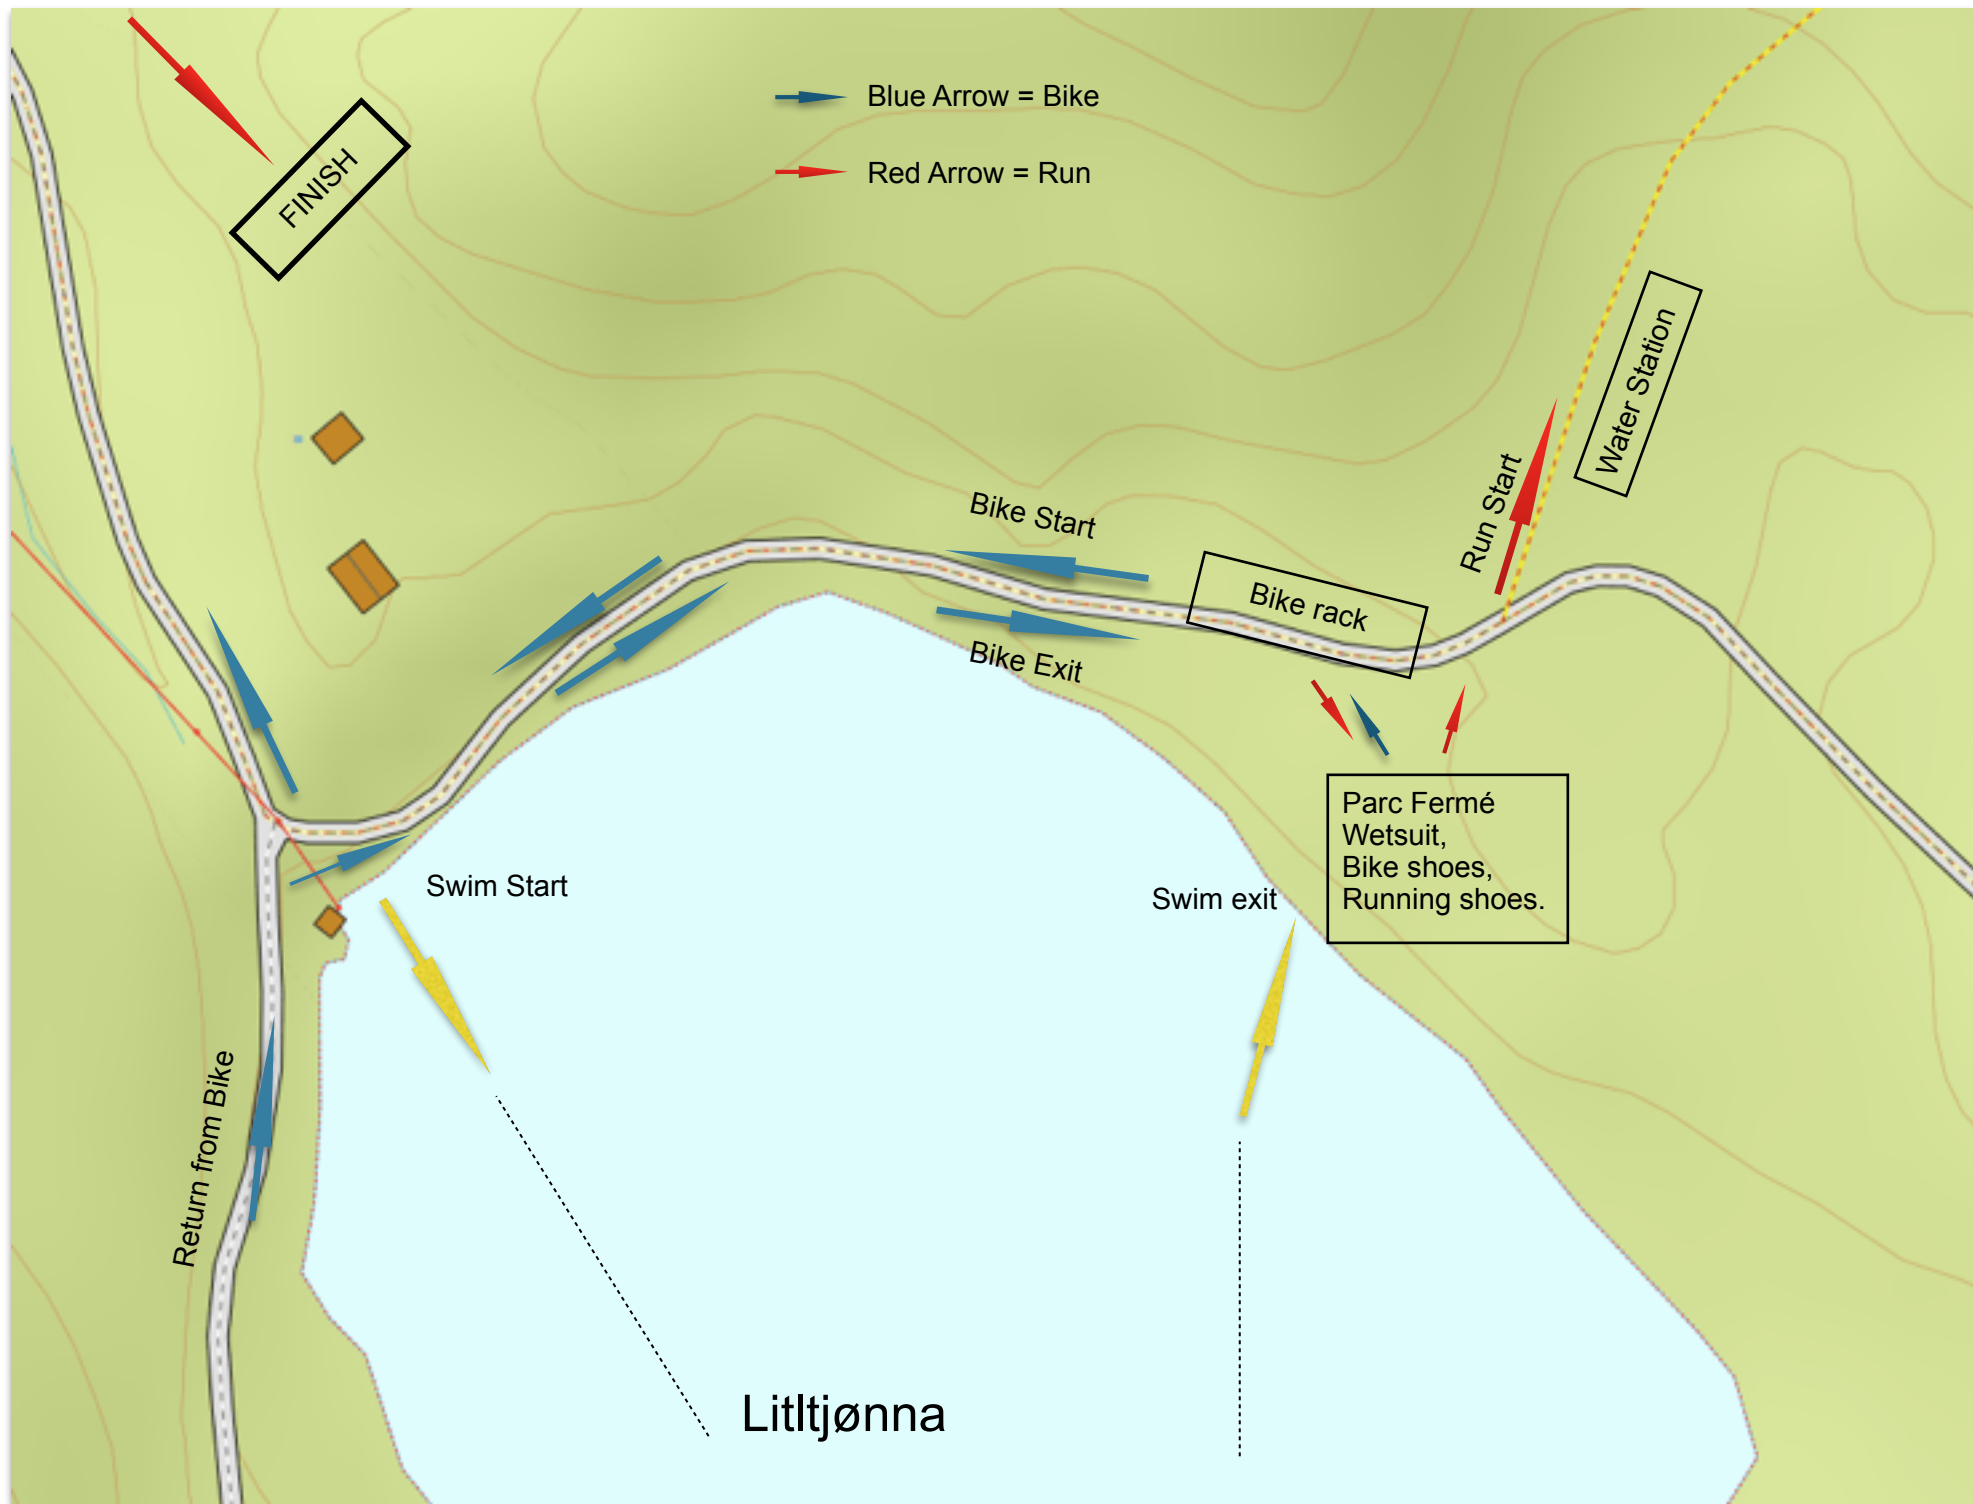 Blue Arrow = Bike
Red Arrow = Run
FINISH
Water Station
Run Start
Bike Start
Bike rack
Bike Exit
Parc Fermé
Wetsuit,
Bike shoes,
Running shoes.
Swim Start
Swim exit
Return from Bike
Litltjønna